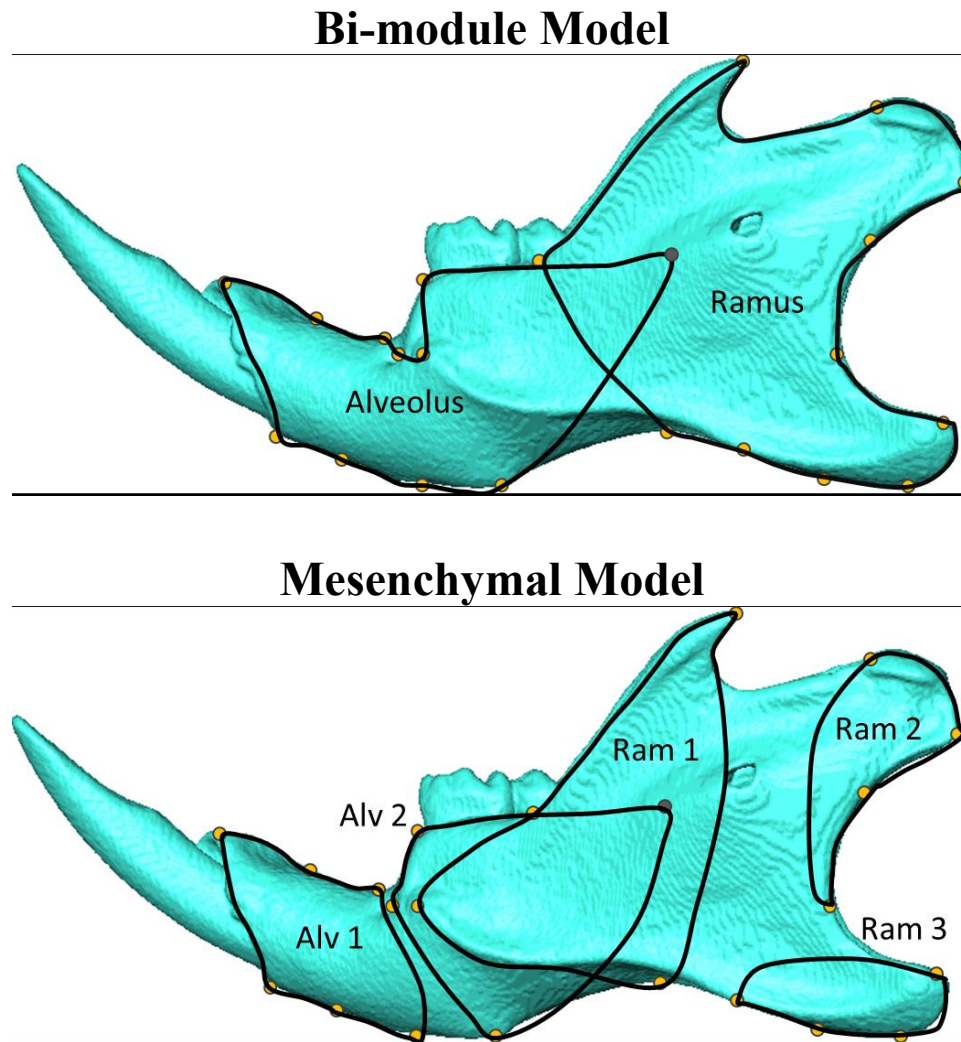 Bi-module Model
Ramus
Alveolus
Mesenchymal Model
Ram 2
Ram 1
Alv 2
Ram 3
Alv 1